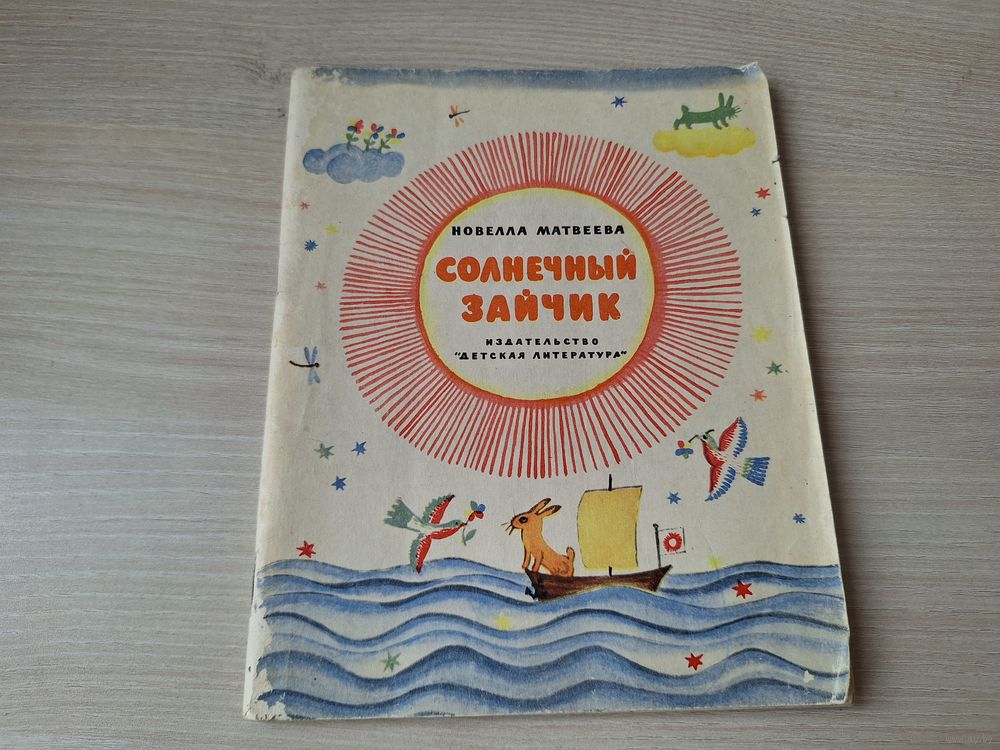 НОВЕЛЛА МАТВЕЕВА
СОЛНЕЧНЫЙ
ЗАЙЧИК
ИЗДАТЕЛЬСТВО
"ДЕТСКАЯ ЛИТЕРАТУРА"